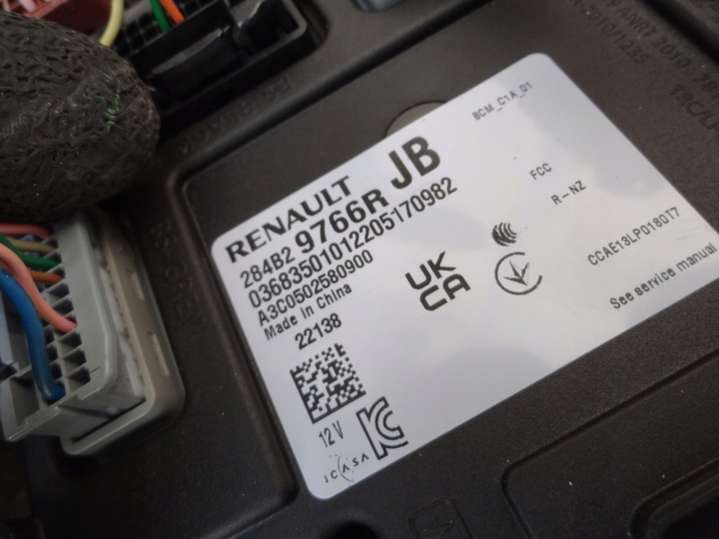 BCM_C1A_01
RENAULT JB
284B2 9766R
03683501012205170982
A3C0502580900
Made in China
22138
12V
ICASA
UK
CA
FCC
R-NZ
CCAE13LP0180T7
See service manual